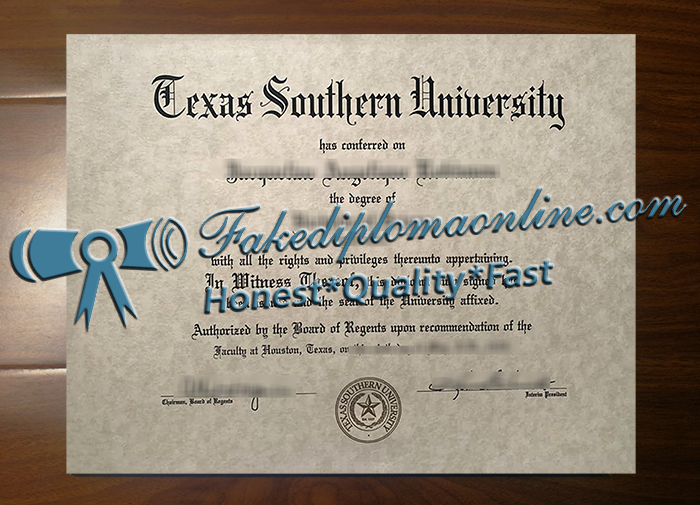 Texas Southern University
has conferred on
the degree of
Fakediplomaonline.com
with all the rights and privileges thereunto appertaining.
In Witness
Honest*Quality*Fast
and the seal of the University affixed.
Authorized by the Board of Regents upon recommendation of the
Faculty at Houston, Texas, on
Chairman, Board of Regents
Interim President
TEXAS SOUTHERN UNIVERSITY